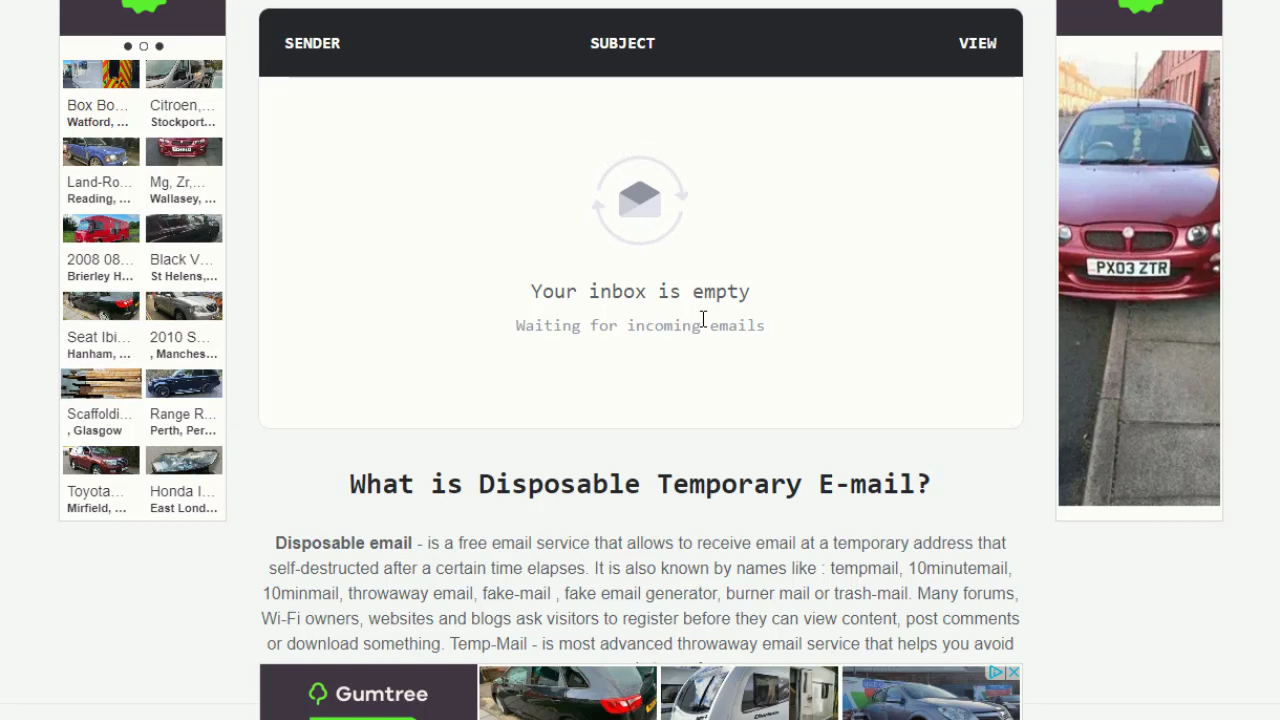 SENDER SUBJECT VIEW
Your inbox is empty
Waiting for incoming emails
Box Bo... Citroen,...
Watford, ... Stockport...
Land-Ro... Mg, Zr,...
Reading, ... Wallasey, ...
2008 08... Black V...
Brierley H... St Helens,...
Seat Ibi... 2010 S...
Hanham, ... , Manches...
Scaffoldi... Range R...
, Glasgow Perth, Per...
Toyota... Honda I...
Mirfield, ... East Lond...
PX03 ZTR
What is Disposable Temporary E-mail?
Disposable email - is a free email service that allows to receive email at a temporary address that
self-destructed after a certain time elapses. It is also known by names like : tempmail, 10minutemail,
10minmail, throwaway email, fake-mail , fake email generator, burner mail or trash-mail. Many forums,
Wi-Fi owners, websites and blogs ask visitors to register before they can view content, post comments
or download something. Temp-Mail - is most advanced throwaway email service that helps you avoid
Gumtree